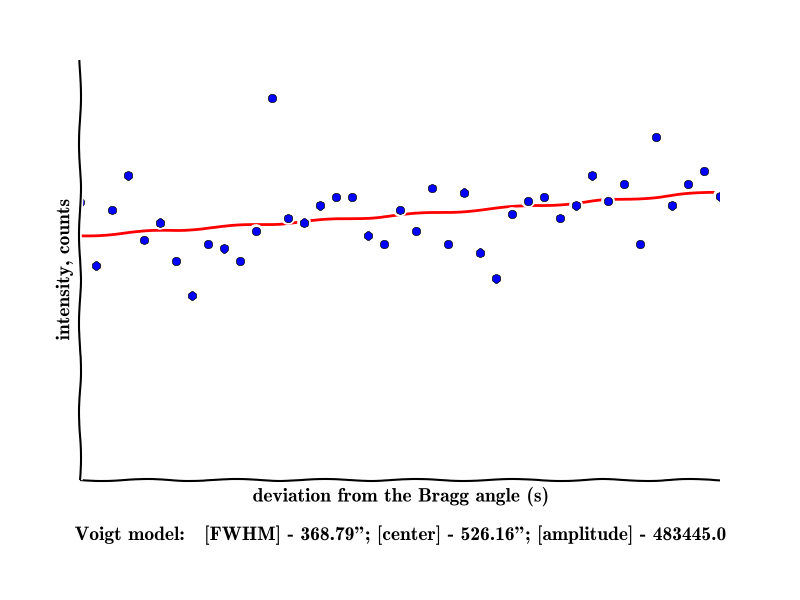 intensity, counts
deviation from the Bragg angle (s)
Voigt model: [FWHM] - 368.79”; [center] - 526.16”; [amplitude] - 483445.0